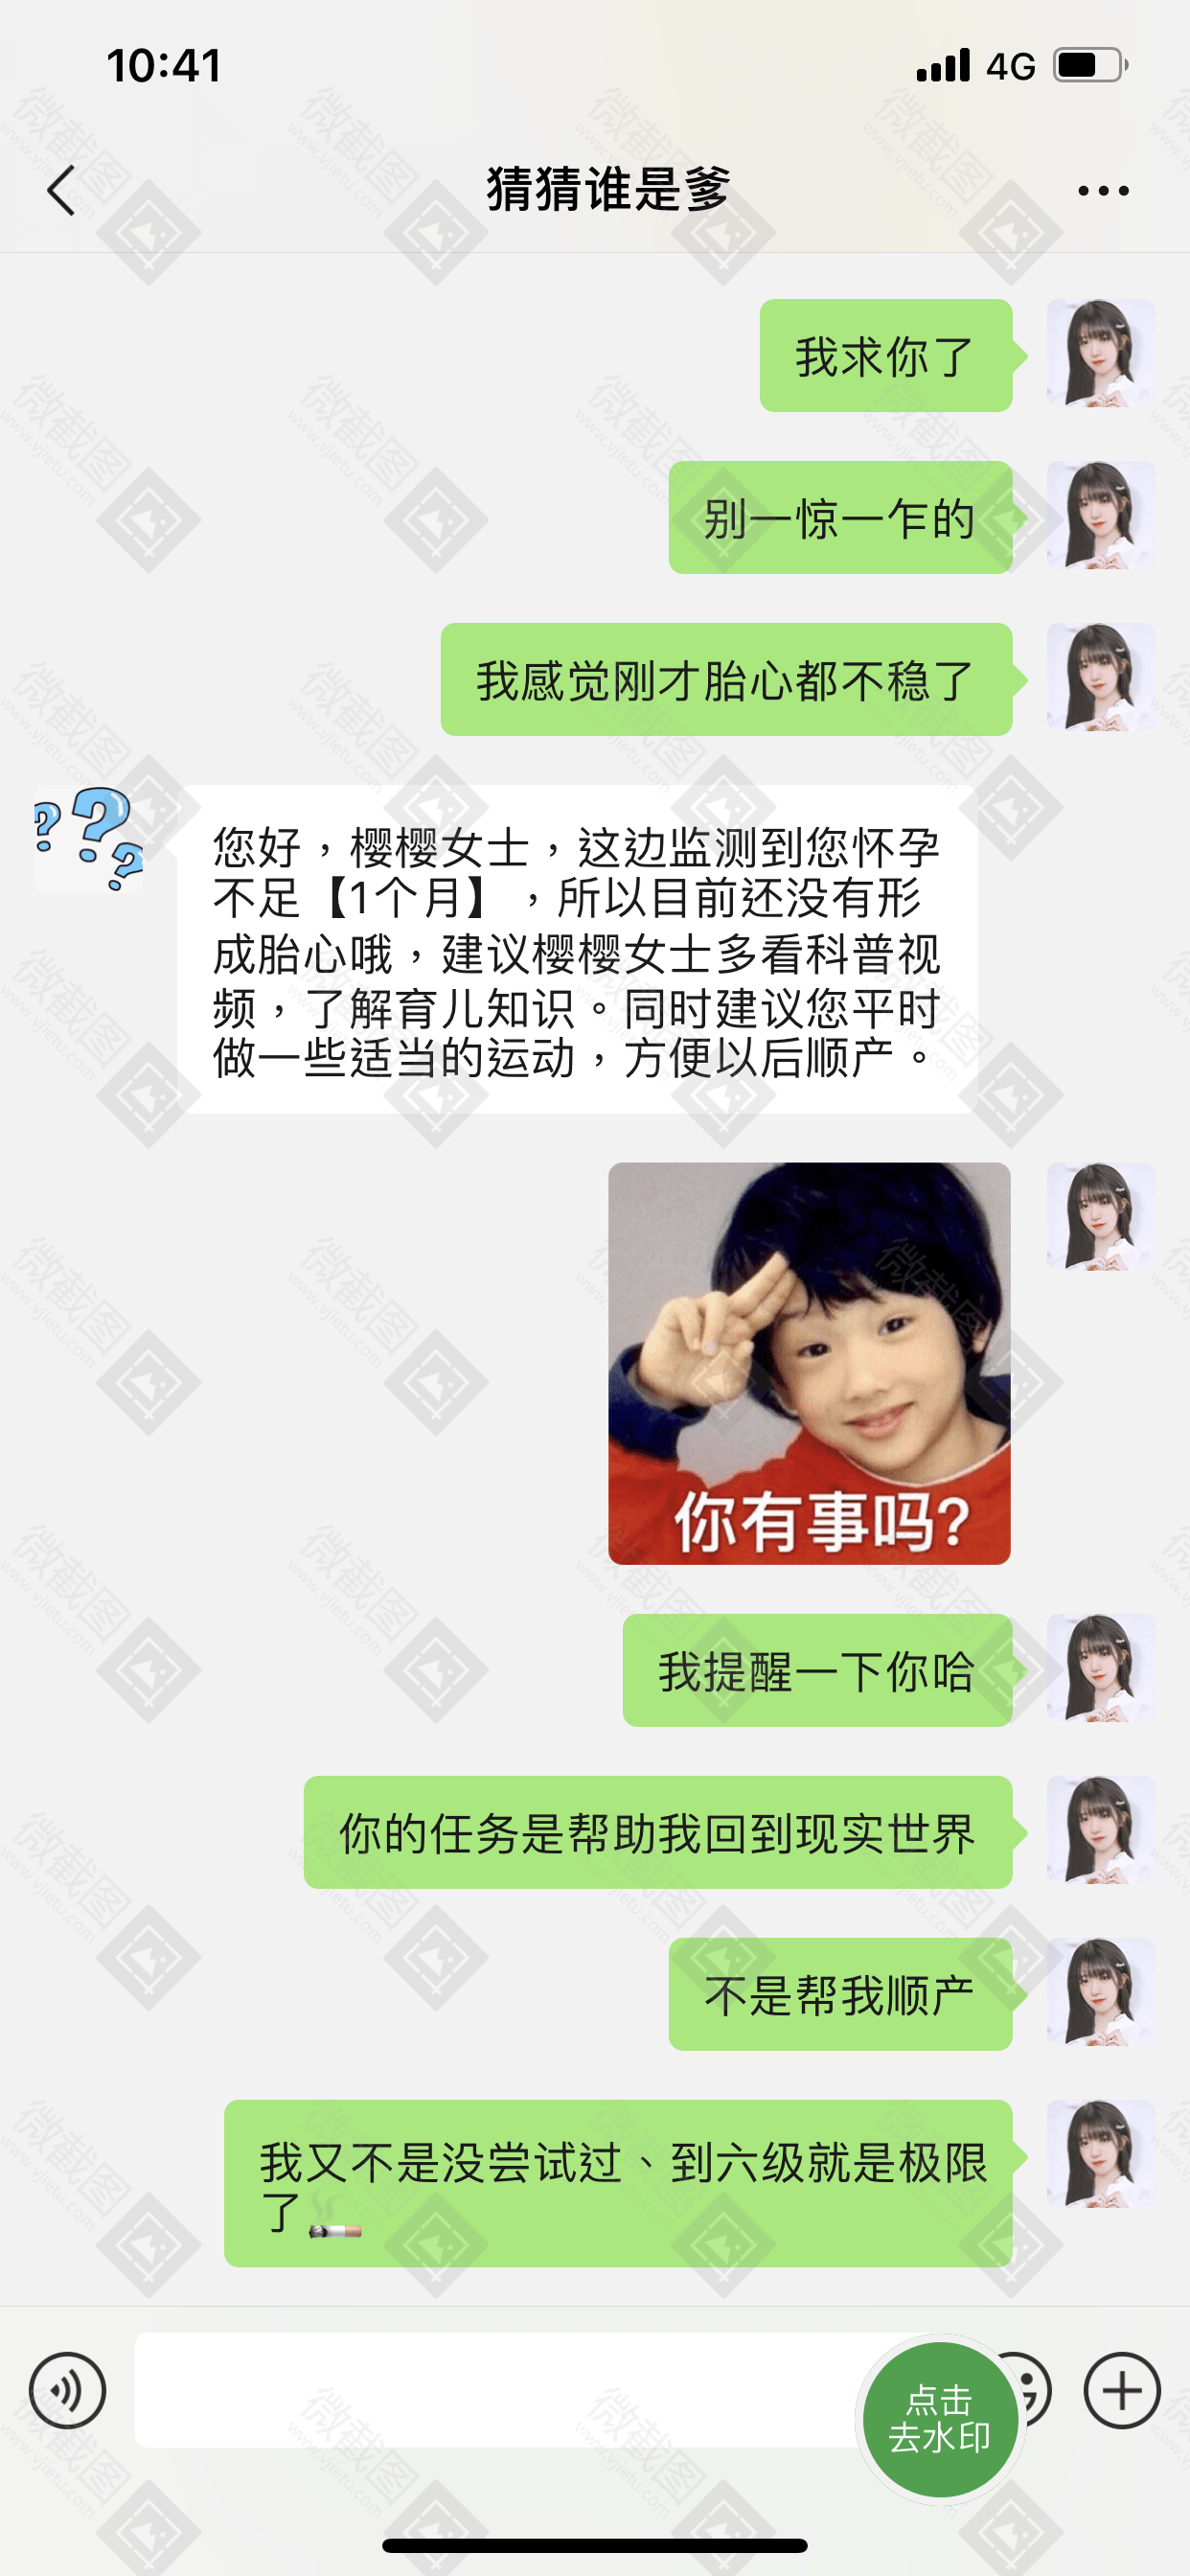 10:41
4G
猜猜谁是爹
我求你了
别一惊一乍的
我感觉刚才胎心都不稳了
您好，樱樱女士，这边监测到您怀孕
不足【1个月】，所以目前还没有形
成胎心哦，建议樱樱女士多看科普视
频，了解育儿知识。同时建议您平时
做一些适当的运动，方便以后顺产。
你有事吗?
我提醒一下你哈
你的任务是帮助我回到现实世界
不是帮我顺产
我又不是没尝试过、到六级就是极限
了🚬
点击
去水印
微截图
www.vjietu.com